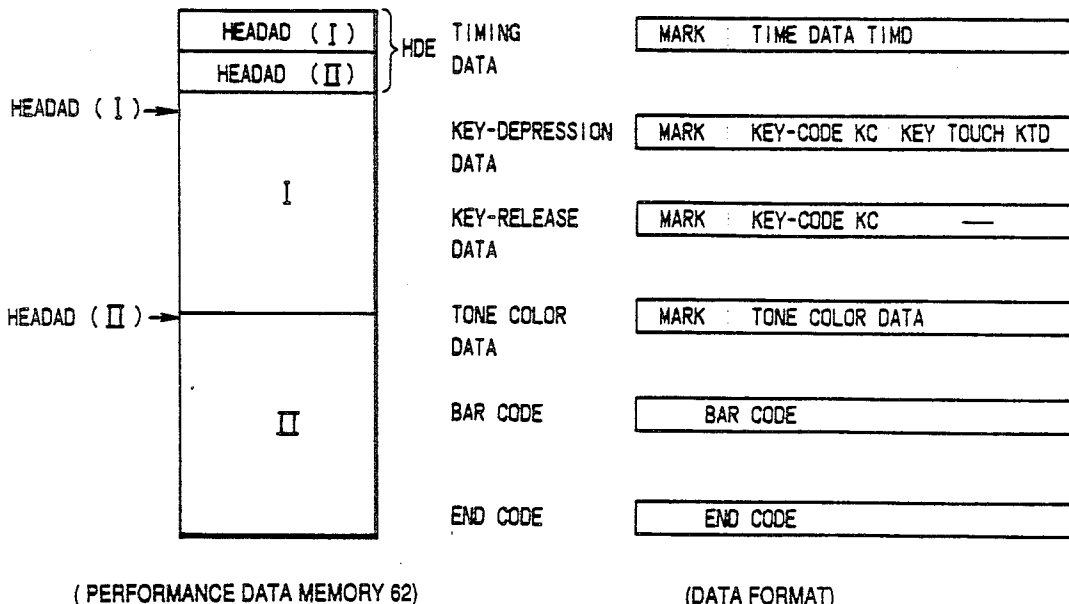 HEADAD ( I )
HEADAD ( II )
HDE
HEADAD ( I )
I
HEADAD ( II )
II
( PERFORMANCE DATA MEMORY 62)
TIMING DATA
MARK : TIME DATA TIMD
KEY-DEPRESSION DATA
MARK : KEY-CODE KC KEY TOUCH KTD
KEY-RELEASE DATA
MARK : KEY-CODE KC —
TONE COLOR DATA
MARK : TONE COLOR DATA
BAR CODE
BAR CODE
END CODE
END CODE
(DATA FORMAT)